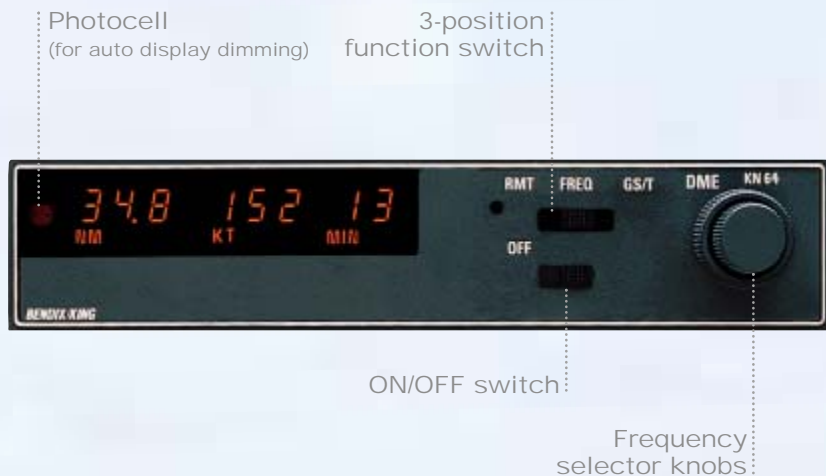 Photocell
(for auto display dimming)
3-position
function switch
34.8 152 13
NM KT MIN
RMT FREQ GS/T DME KN 64
OFF
BENDIX/KING
ON/OFF switch
Frequency
selector knobs